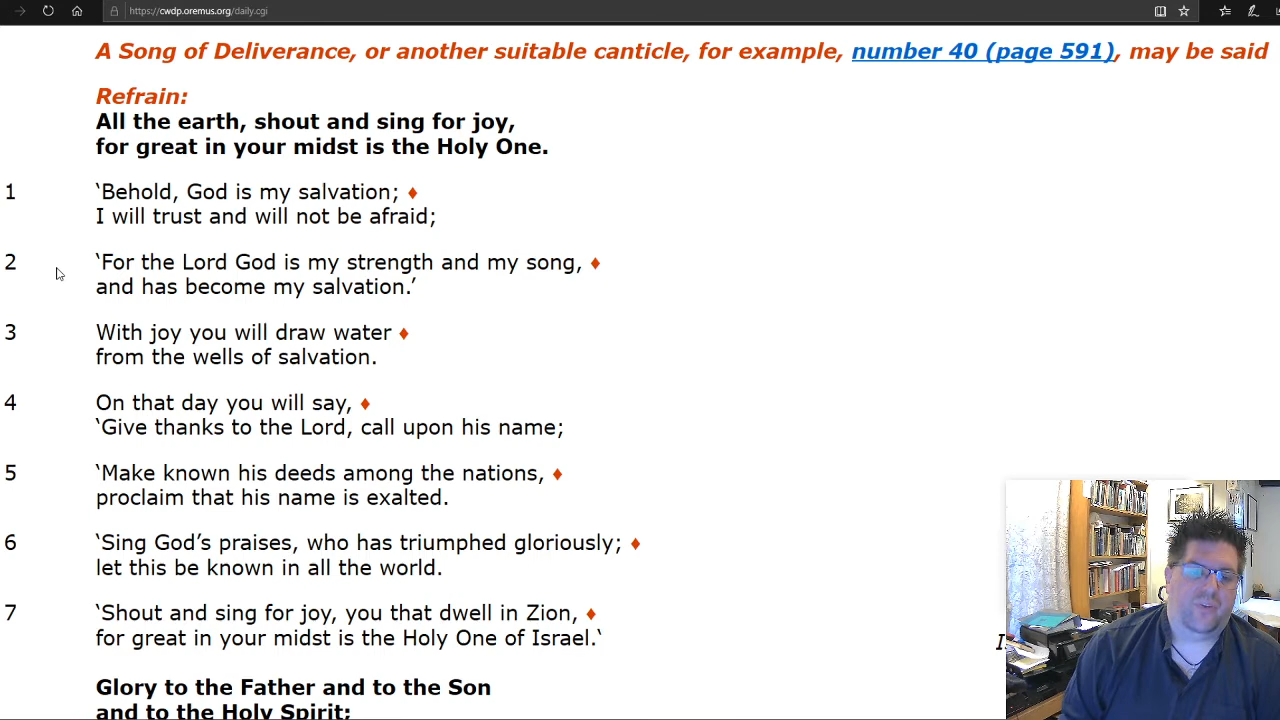 https://cwdp.oremus.org/daily.cgi
A Song of Deliverance, or another suitable canticle, for example, number 40 (page 591), may be said
Refrain:
All the earth, shout and sing for joy,
for great in your midst is the Holy One.
1 ‘Behold, God is my salvation; ♦
I will trust and will not be afraid;
2 ‘For the Lord God is my strength and my song, ♦
and has become my salvation.’
3 With joy you will draw water ♦
from the wells of salvation.
4 On that day you will say, ♦
‘Give thanks to the Lord, call upon his name;
5 ‘Make known his deeds among the nations, ♦
proclaim that his name is exalted.
6 ‘Sing God’s praises, who has triumphed gloriously; ♦
let this be known in all the world.
7 ‘Shout and sing for joy, you that dwell in Zion, ♦
for great in your midst is the Holy One of Israel.‘
Glory to the Father and to the Son
and to the Holy Spirit;